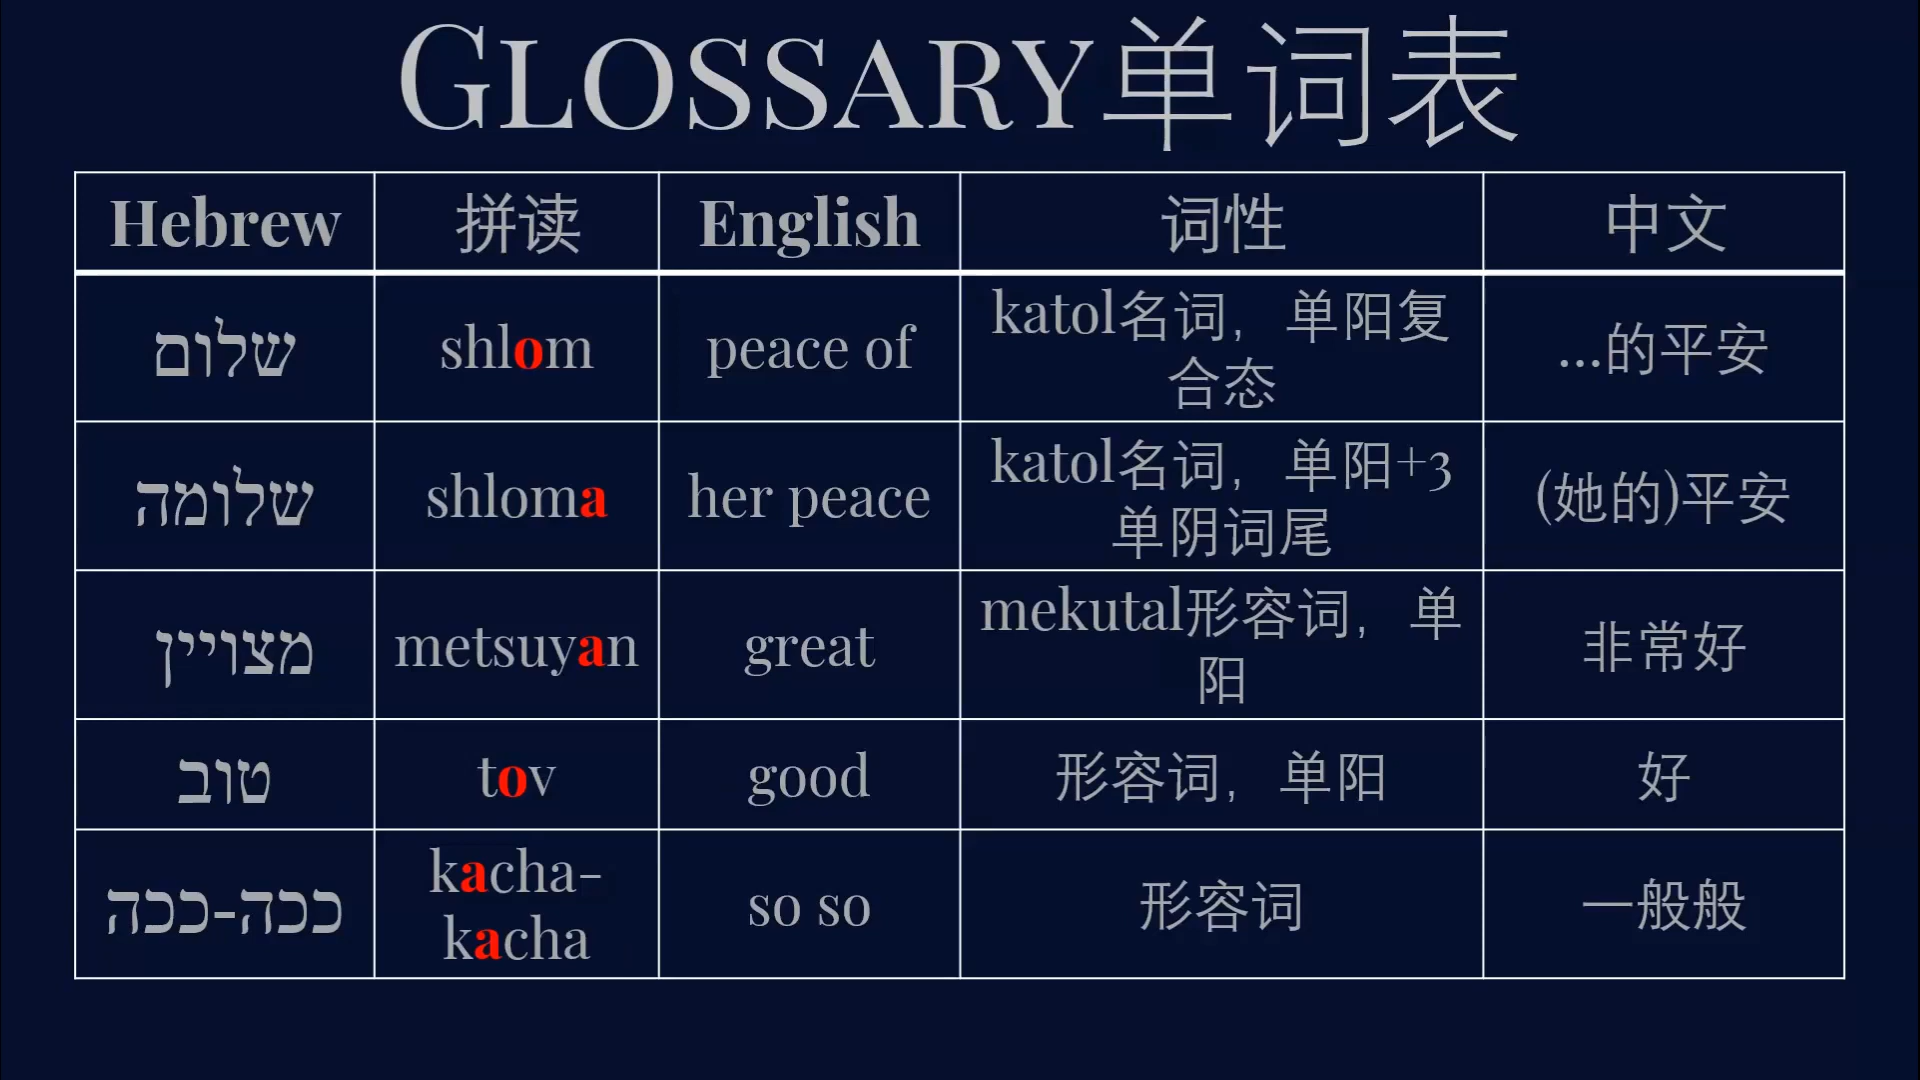 GLOSSARY单词表
Hebrew 拼读 English 词性 中文
שלום shlom peace of katol名词，单阳复
合态 ...的平安
שלומה shloma her peace katol名词，单阳+3
单阴词尾 (她的)平安
מצויין metsuyan great mekutal形容词，单
阳 非常好
טוב tov good 形容词，单阳 好
ככה-ככה kacha-
kacha so so 形容词 一般般